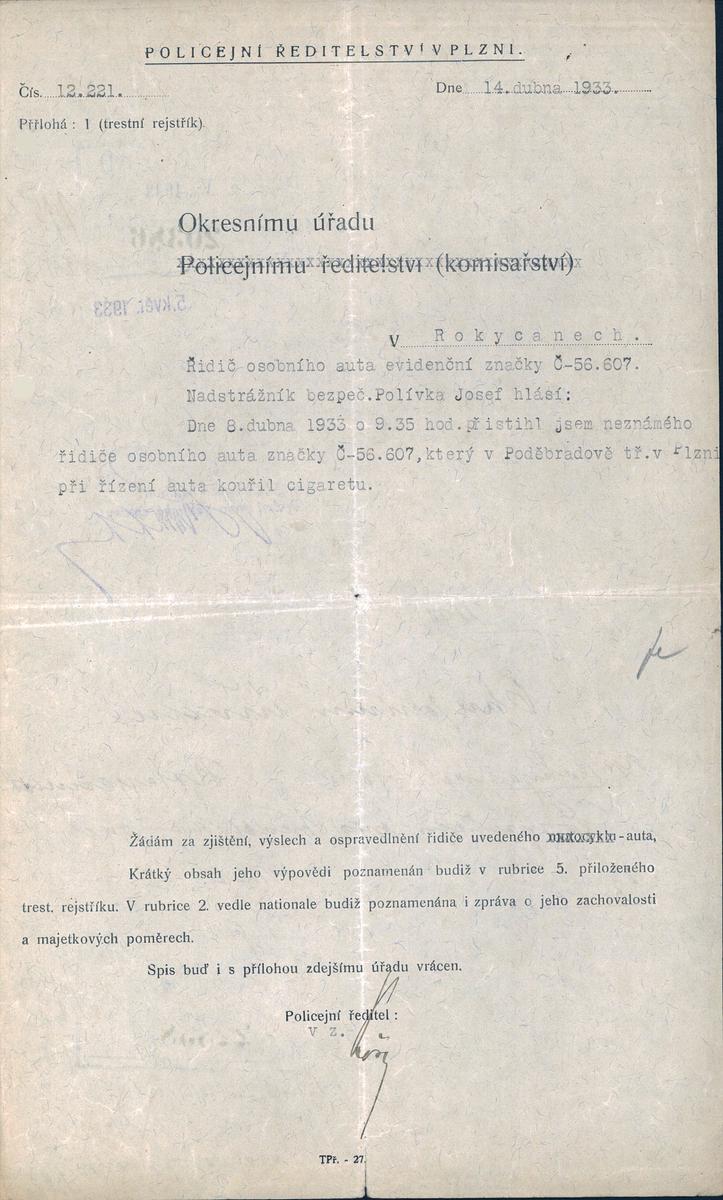 POLICEJNÍ ŘEDITELSTVÍ V PLZNI.
Čís. 12.221.
Dne 14. dubna 1933.
Příloha : 1 (trestní rejstřík).
Okresnímu úřadu
Policejnímu ředitelství (komisařství)
5. kvě. 1933
v Rokycanech.
Řidič osobního auta evidenční značky Č-56.607.
Nadstrážník bezpeč.Polívka Josef hlásí:
Dne 8.dubna 1933 o 9.35 hod.přistihl jsem neznámého
řidiče osobního auta značky Č-56.607,který v Poděbradově tř.v Plzni
při řízení auta kouřil cigaretu.
Žádám za zjištění, výslech a ospravedlnění řidiče uvedeného motocyklu-auta,
Krátký obsah jeho výpovědi poznamenán budiž v rubrice 5. přiloženého
trest. rejstříku. V rubrice 2. vedle nationale budiž poznamenána i zpráva o jeho zachovalosti
a majetkových poměrech.
Spis buď i s přílohou zdejšímu úřadu vrácen.
Policejní ředitel :
V z.
TPř. - 27.